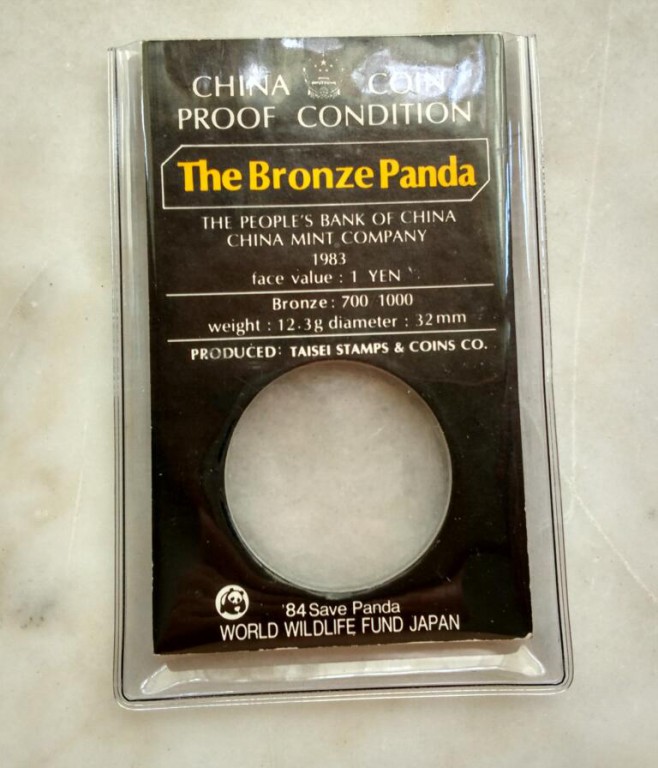 CHINA COIN
PROOF CONDITION
The Bronze Panda
THE PEOPLE'S BANK OF CHINA
CHINA MINT COMPANY
1983
face value : 1 YEN
Bronze : 700 1000
weight : 12.3g diameter : 32mm
PRODUCED: TAISEI STAMPS & COINS CO.
'84 Save Panda
WORLD WILDLIFE FUND JAPAN